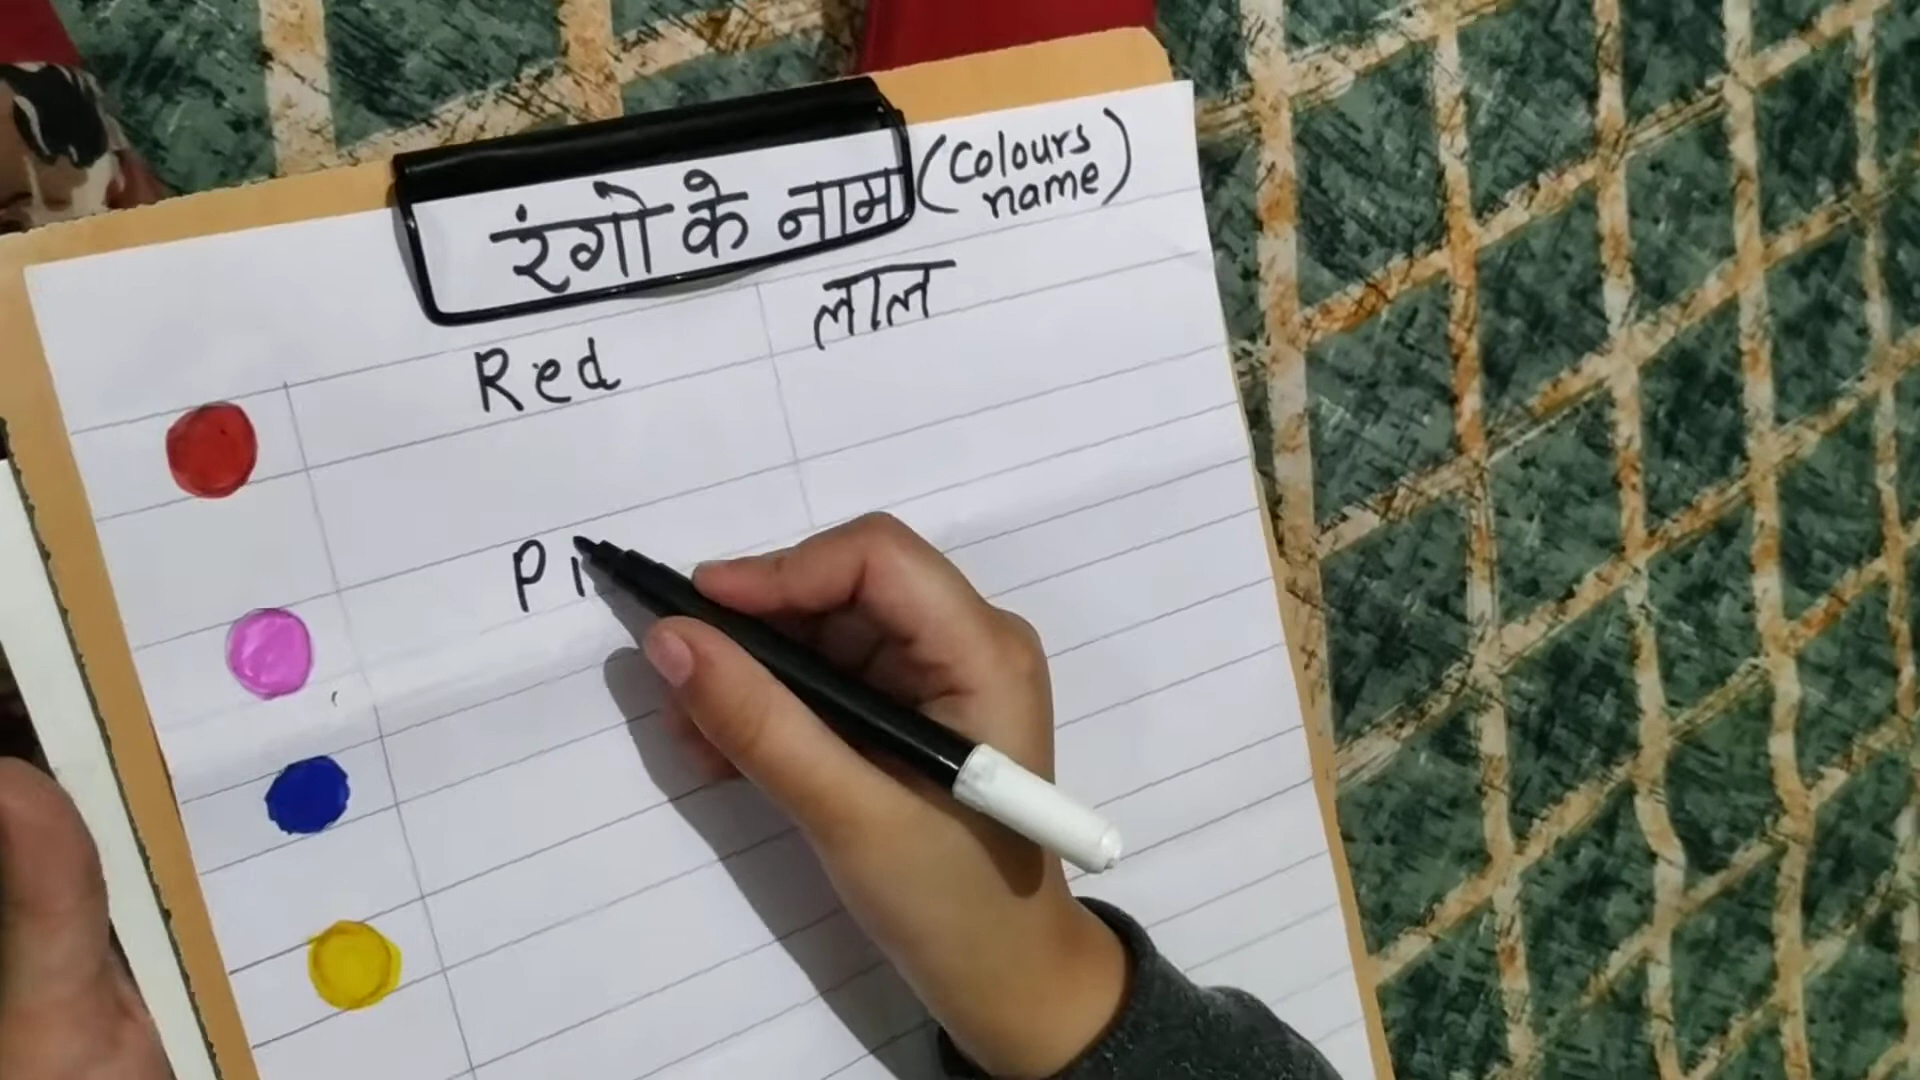 रंगो के नाम (Colours name)
Red लाल
Pi